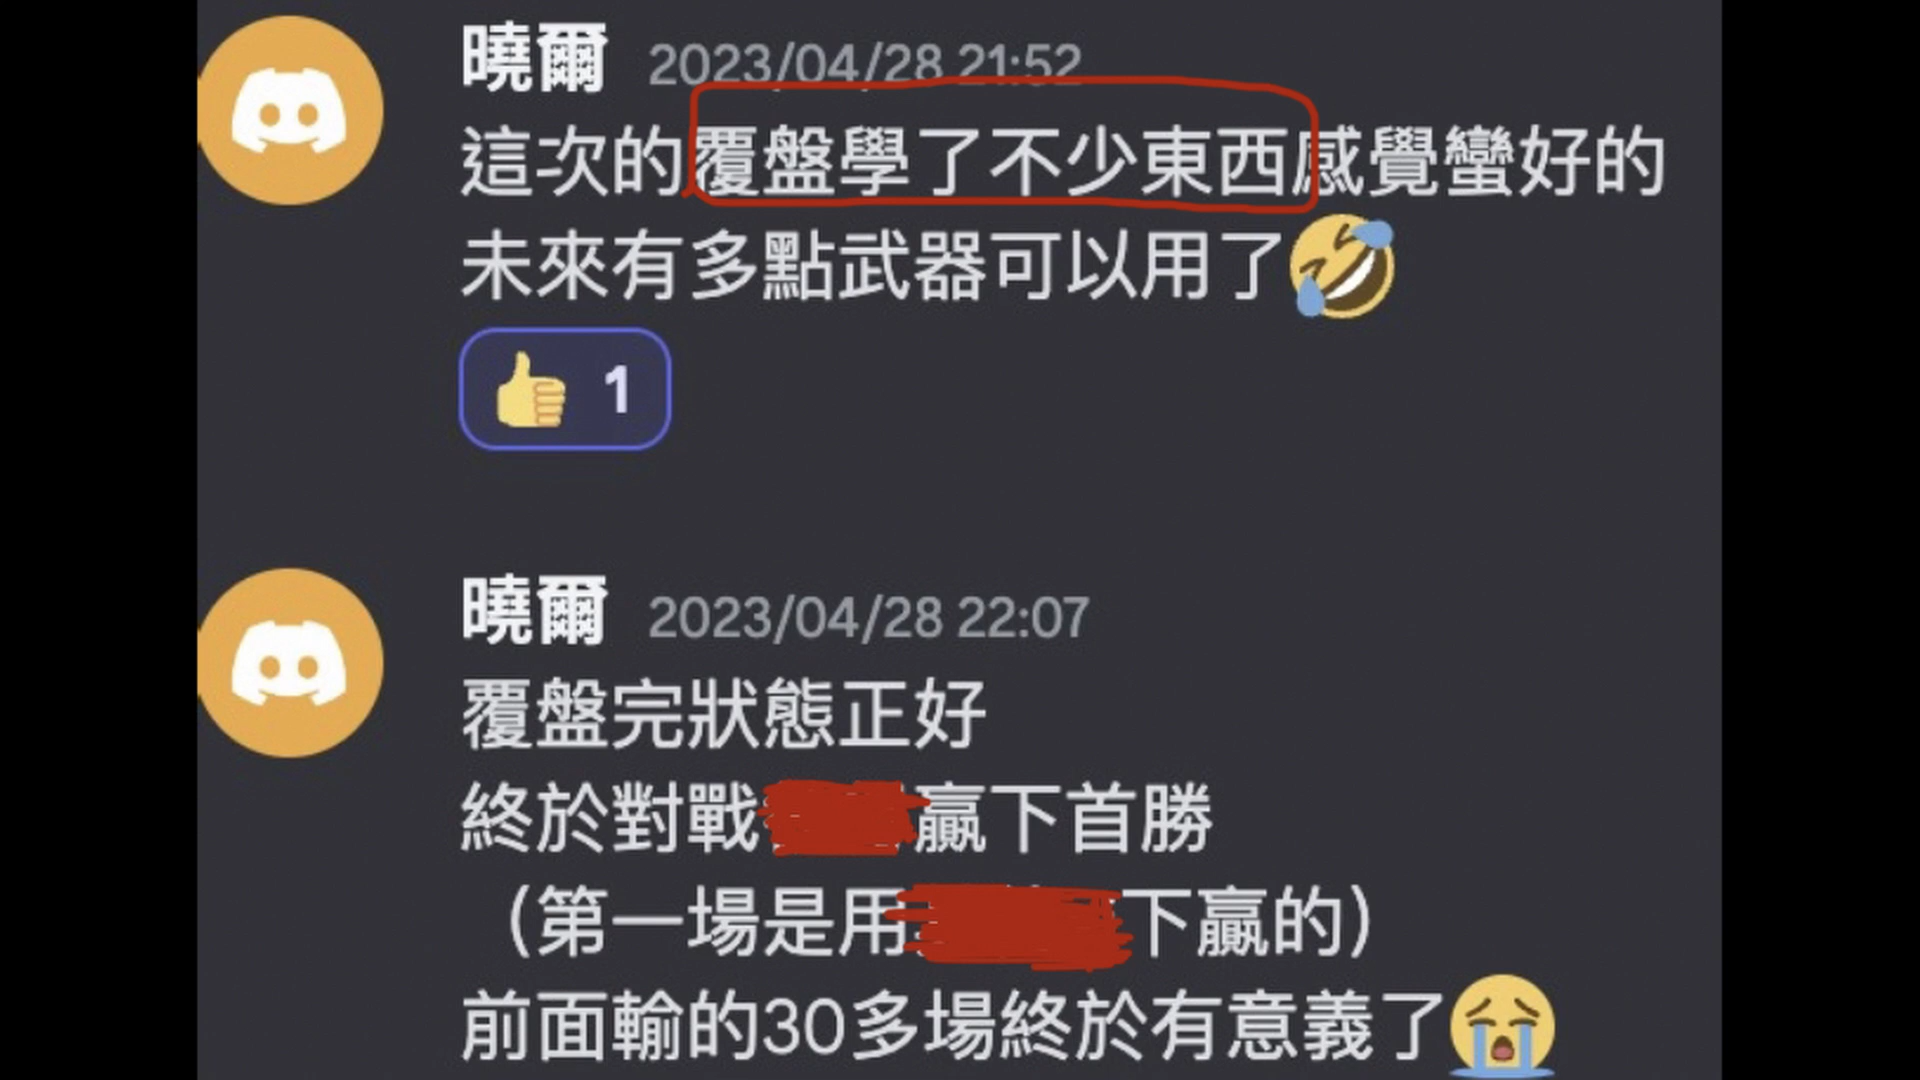 曉爾 2023/04/28 21:52
這次的覆盤學了不少東西感覺蠻好的
未來有多點武器可以用了🤣
👍 1
曉爾 2023/04/28 22:07
覆盤完狀態正好
終於對戰贏下首勝
（第一場是用下贏的）
前面輸的30多場終於有意義了😭